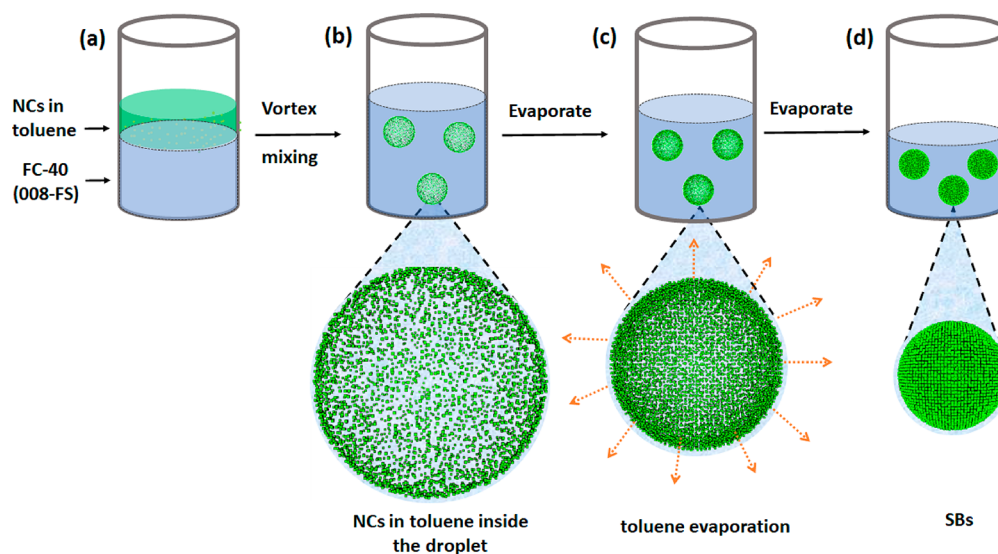 (a)
(b)
(c)
(d)
NCs in
toluene
FC-40
(008-FS)
Vortex
mixing
Evaporate
Evaporate
NCs in toluene inside
the droplet
toluene evaporation
SBs